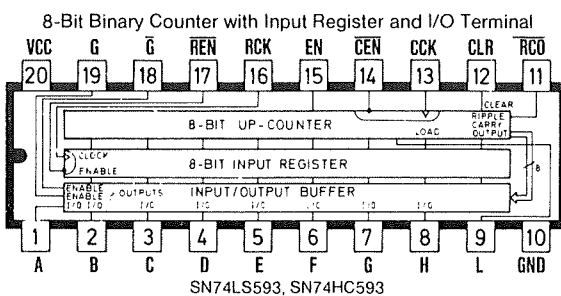 8-Bit Binary Counter with Input Register and I/O Terminal
VCC G G̅ R̅E̅N̅ RCK EN C̅E̅N̅ CCK CLR R̅C̅O̅
20 19 18 17 16 15 14 13 12 11
CLEAR
8-BIT UP-COUNTER
LOAD
RIPPLE
CARRY
OUTPUT
CLOCK
ENABLE
8-BIT INPUT REGISTER
8
ENABLE
ENABLE
OUTPUTS
INPUT/OUTPUT BUFFER
I/O I/O I/O I/O I/O I/O I/O I/O
1 2 3 4 5 6 7 8 9 10
A B C D E F G H L GND
SN74LS593, SN74HC593